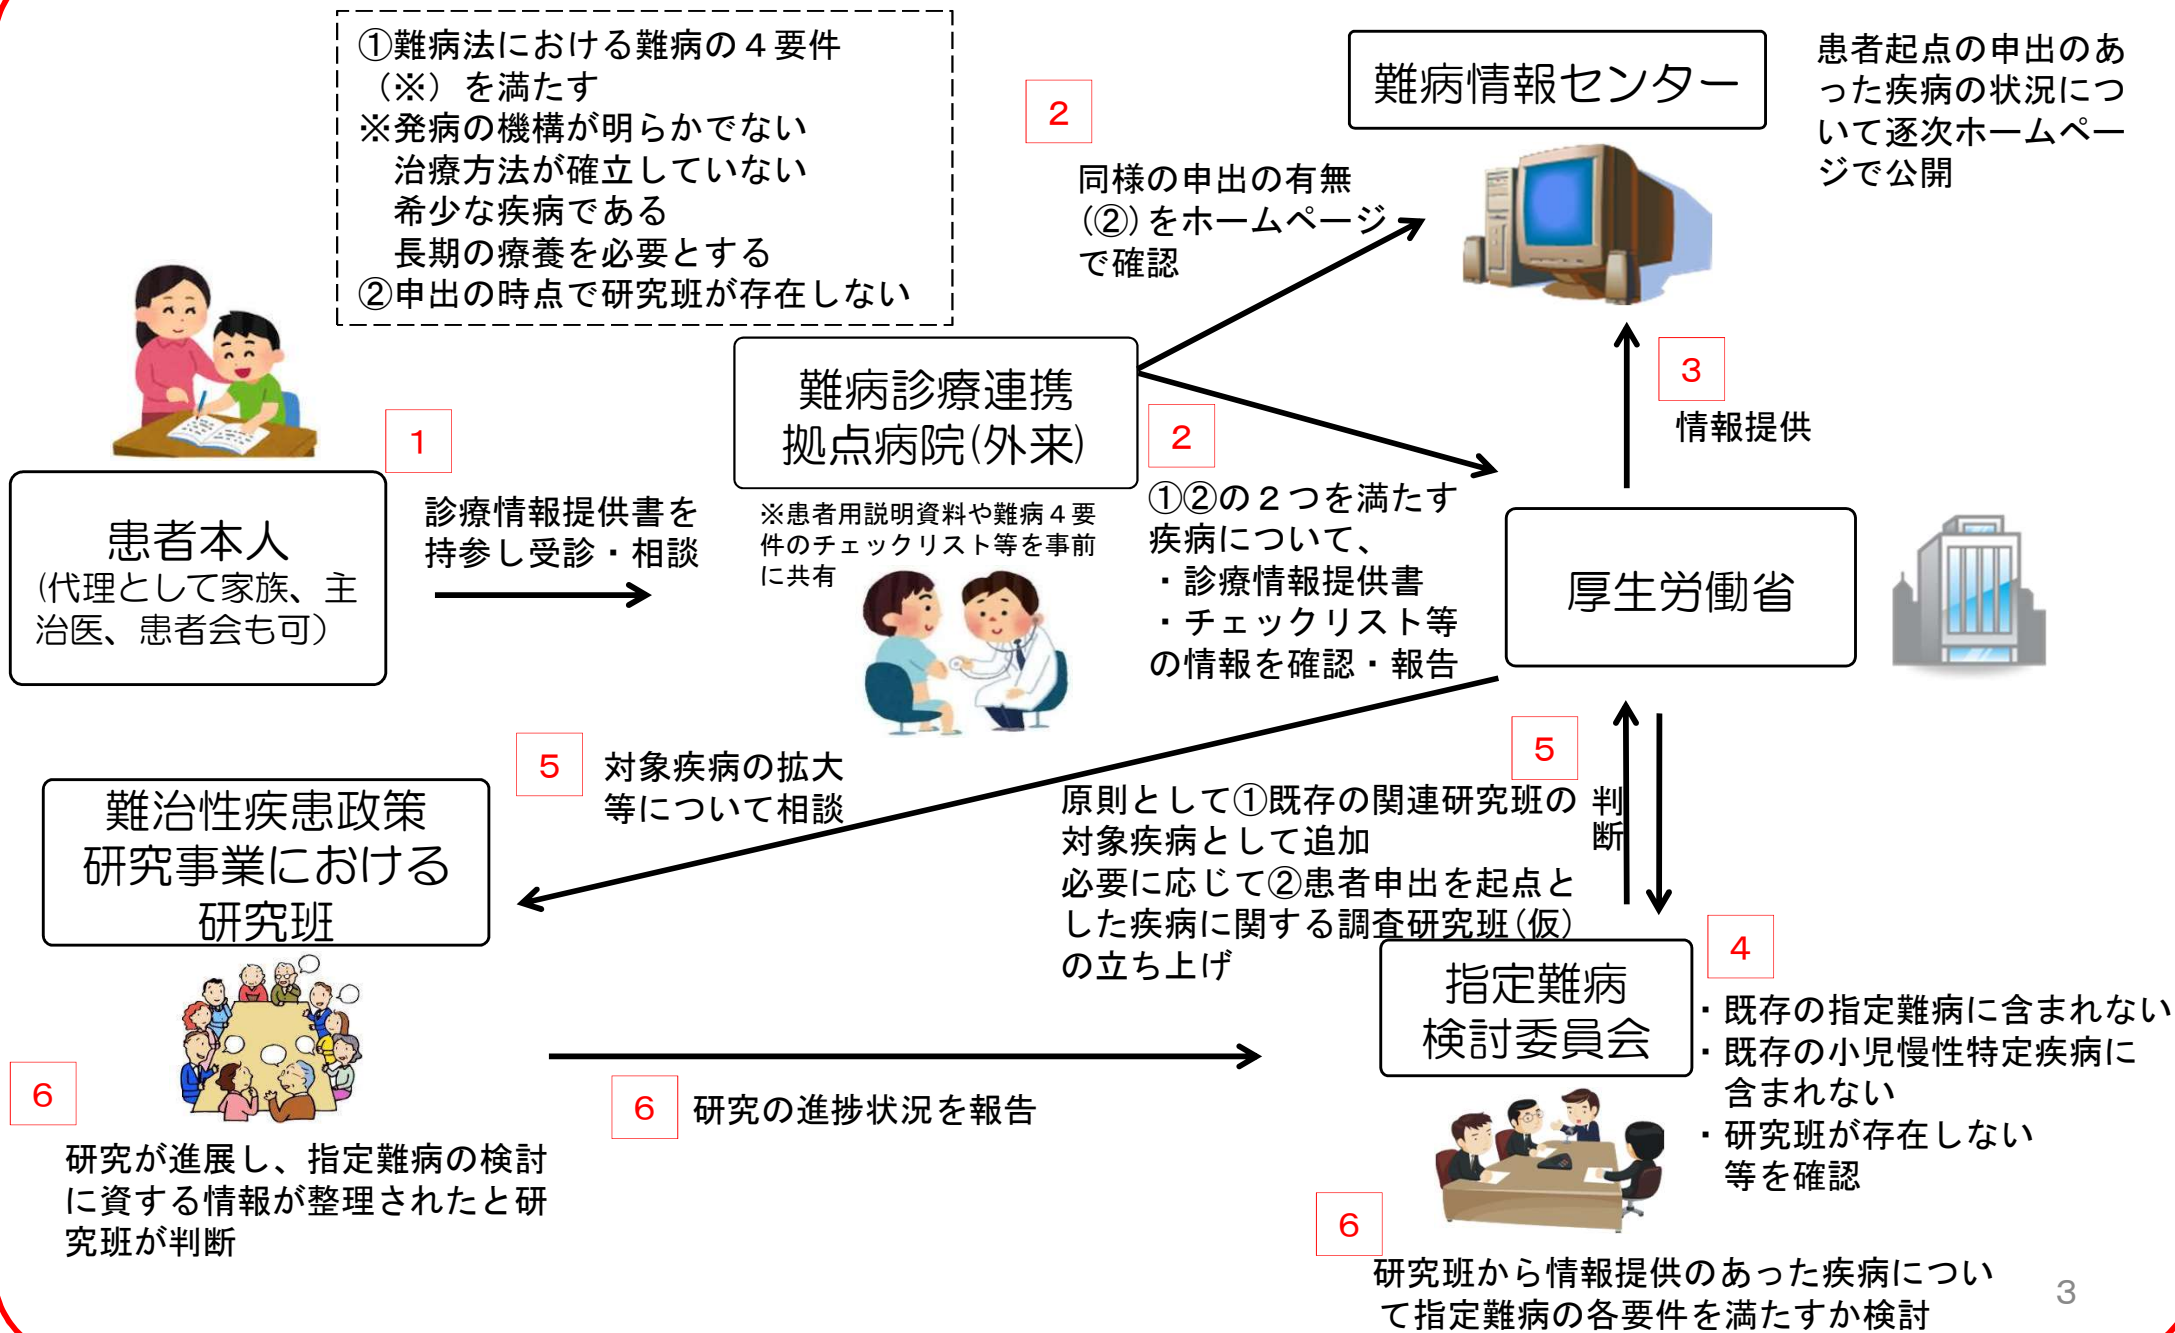 ①難病法における難病の４要件
（※）を満たす
※発病の機構が明らかでない
治療方法が確立していない
希少な疾病である
長期の療養を必要とする
②申出の時点で研究班が存在しない
2
同様の申出の有無
(②)をホームページ
で確認
難病情報センター
患者起点の申出のあ
った疾病の状況につ
いて逐次ホームペー
ジで公開
3
情報提供
1
患者本人
(代理として家族、主
治医、患者会も可)
診療情報提供書を
持参し受診・相談
難病診療連携
拠点病院(外来)
※患者用説明資料や難病４要
件のチェックリスト等を事前
に共有
2
①②の２つを満たす
疾病について、
・診療情報提供書
・チェックリスト等
の情報を確認・報告
厚生労働省
5
対象疾病の拡大
等について相談
5
原則として①既存の関連研究班の
対象疾病として追加
必要に応じて②患者申出を起点と
した疾病に関する調査研究班(仮)
の立ち上げ
判
断
難治性疾患政策
研究事業における
研究班
指定難病
検討委員会
4
・既存の指定難病に含まれない
・既存の小児慢性特定疾病に
含まれない
・研究班が存在しない
等を確認
6
研究が進展し、指定難病の検討
に資する情報が整理されたと研
究班が判断
6
研究の進捗状況を報告
6
研究班から情報提供のあった疾病につい
て指定難病の各要件を満たすか検討
3